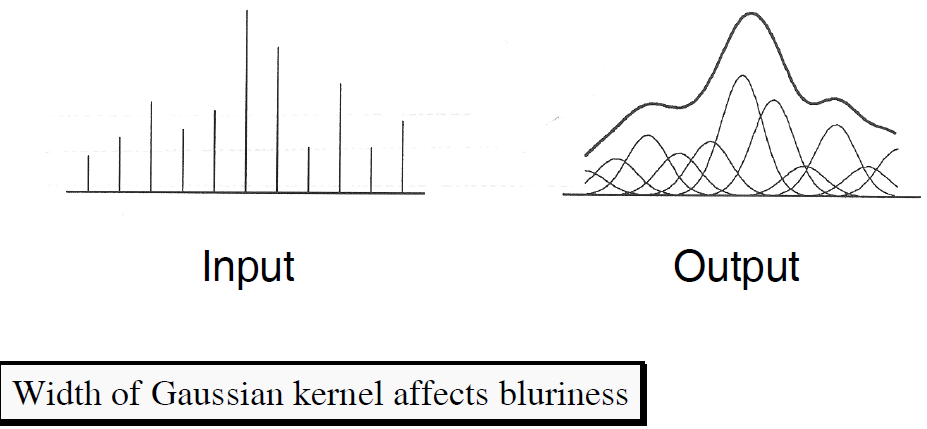 Input
Output
Width of Gaussian kernel affects bluriness